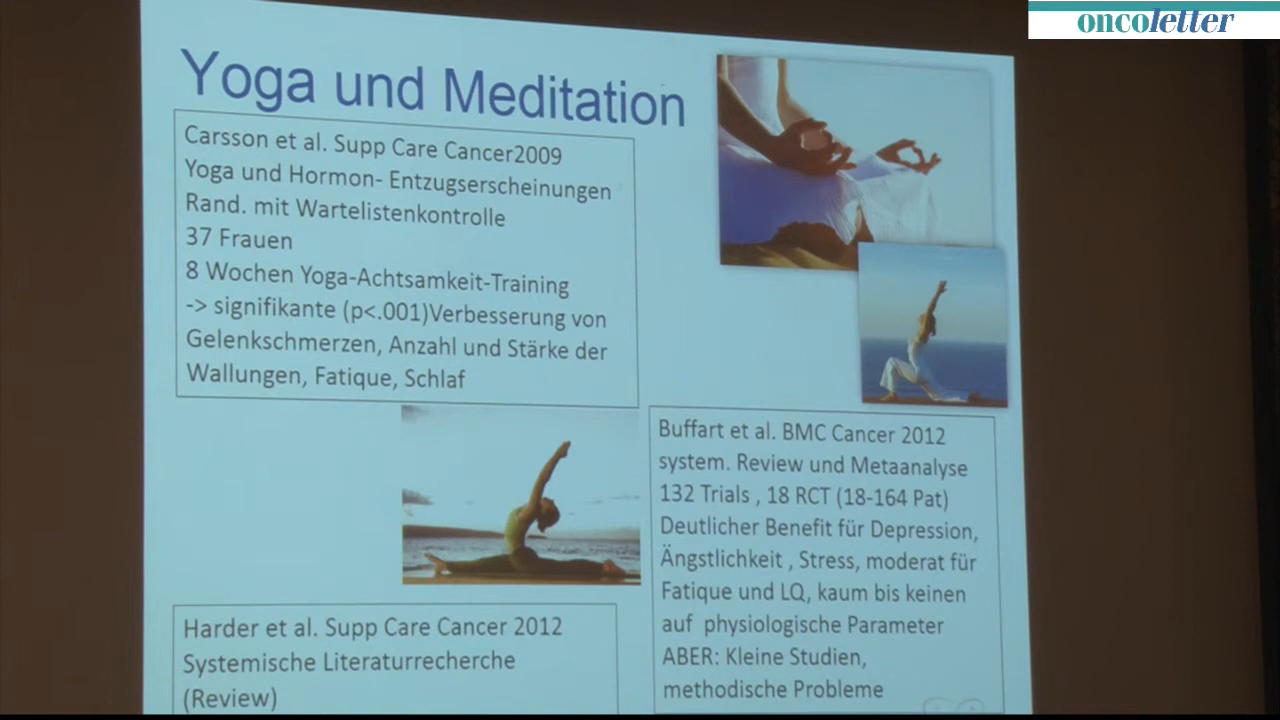 oncoletter
Yoga und Meditation
Carsson et al. Supp Care Cancer2009
Yoga und Hormon- Entzugserscheinungen
Rand. mit Wartelistenkontrolle
37 Frauen
8 Wochen Yoga-Achtsamkeit-Training
-> signifikante (p<.001)Verbesserung von
Gelenkschmerzen, Anzahl und Stärke der
Wallungen, Fatique, Schlaf
Buffart et al. BMC Cancer 2012
system. Review und Metaanalyse
132 Trials , 18 RCT (18-164 Pat)
Deutlicher Benefit für Depression,
Ängstlichkeit , Stress, moderat für
Fatique und LQ, kaum bis keinen
auf physiologische Parameter
ABER: Kleine Studien,
methodische Probleme
Harder et al. Supp Care Cancer 2012
Systemische Literaturrecherche
(Review)